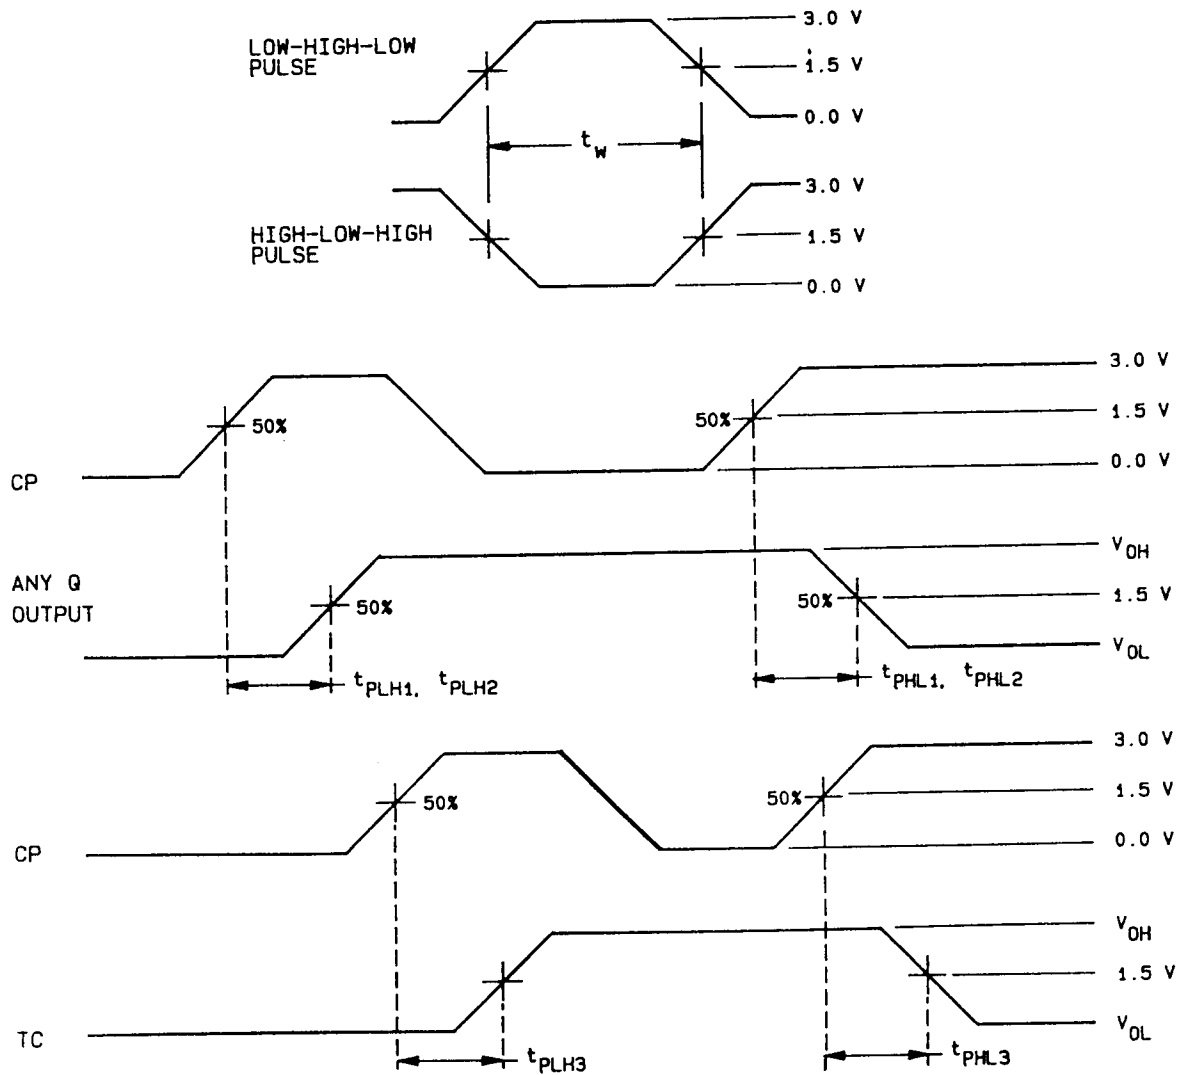 LOW-HIGH-LOW
PULSE
3.0 V
1.5 V
0.0 V
tW
HIGH-LOW-HIGH
PULSE
3.0 V
1.5 V
0.0 V
CP
50%
50%
3.0 V
1.5 V
0.0 V
ANY Q
OUTPUT
50%
50%
VOH
1.5 V
VOL
tPLH1, tPLH2
tPHL1, tPHL2
CP
50%
50%
3.0 V
1.5 V
0.0 V
TC
VOH
1.5 V
VOL
tPLH3
tPHL3